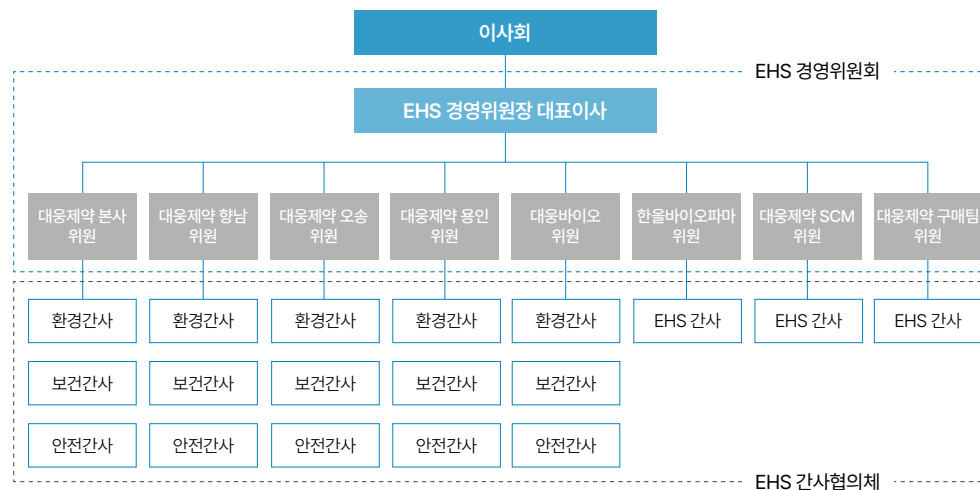 이사회
EHS 경영위원회
EHS 경영위원장 대표이사
대웅제약 본사
위원
대웅제약 향남
위원
대웅제약 오송
위원
대웅제약 용인
위원
대웅바이오
위원
한올바이오파마
위원
대웅제약 SCM
위원
대웅제약 구매팀
위원
환경간사
환경간사
환경간사
환경간사
환경간사
EHS 간사
EHS 간사
EHS 간사
보건간사
보건간사
보건간사
보건간사
보건간사
안전간사
안전간사
안전간사
안전간사
안전간사
EHS 간사협의체